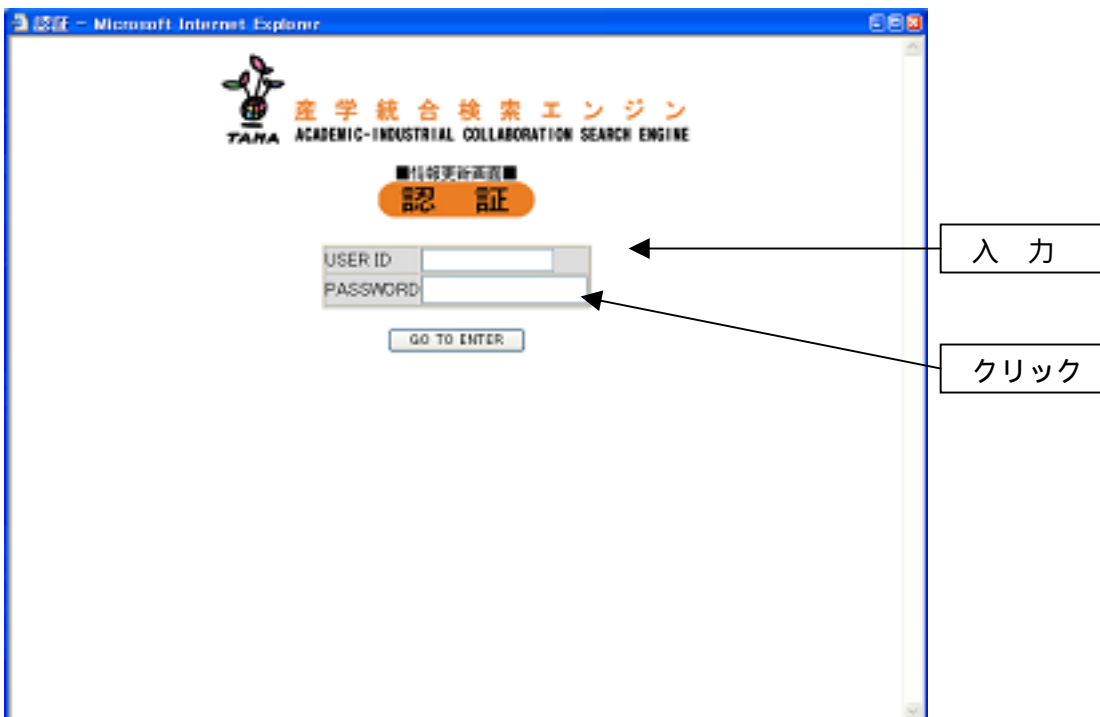 認証 - Microsoft Internet Explorer
産学統合検索エンジン
TAMA ACADEMIC-INDUSTRIAL COLLABORATION SEARCH ENGINE
■情報更新画面■
認 証
USER ID
入 力
PASSWORD
GO TO ENTER
クリック